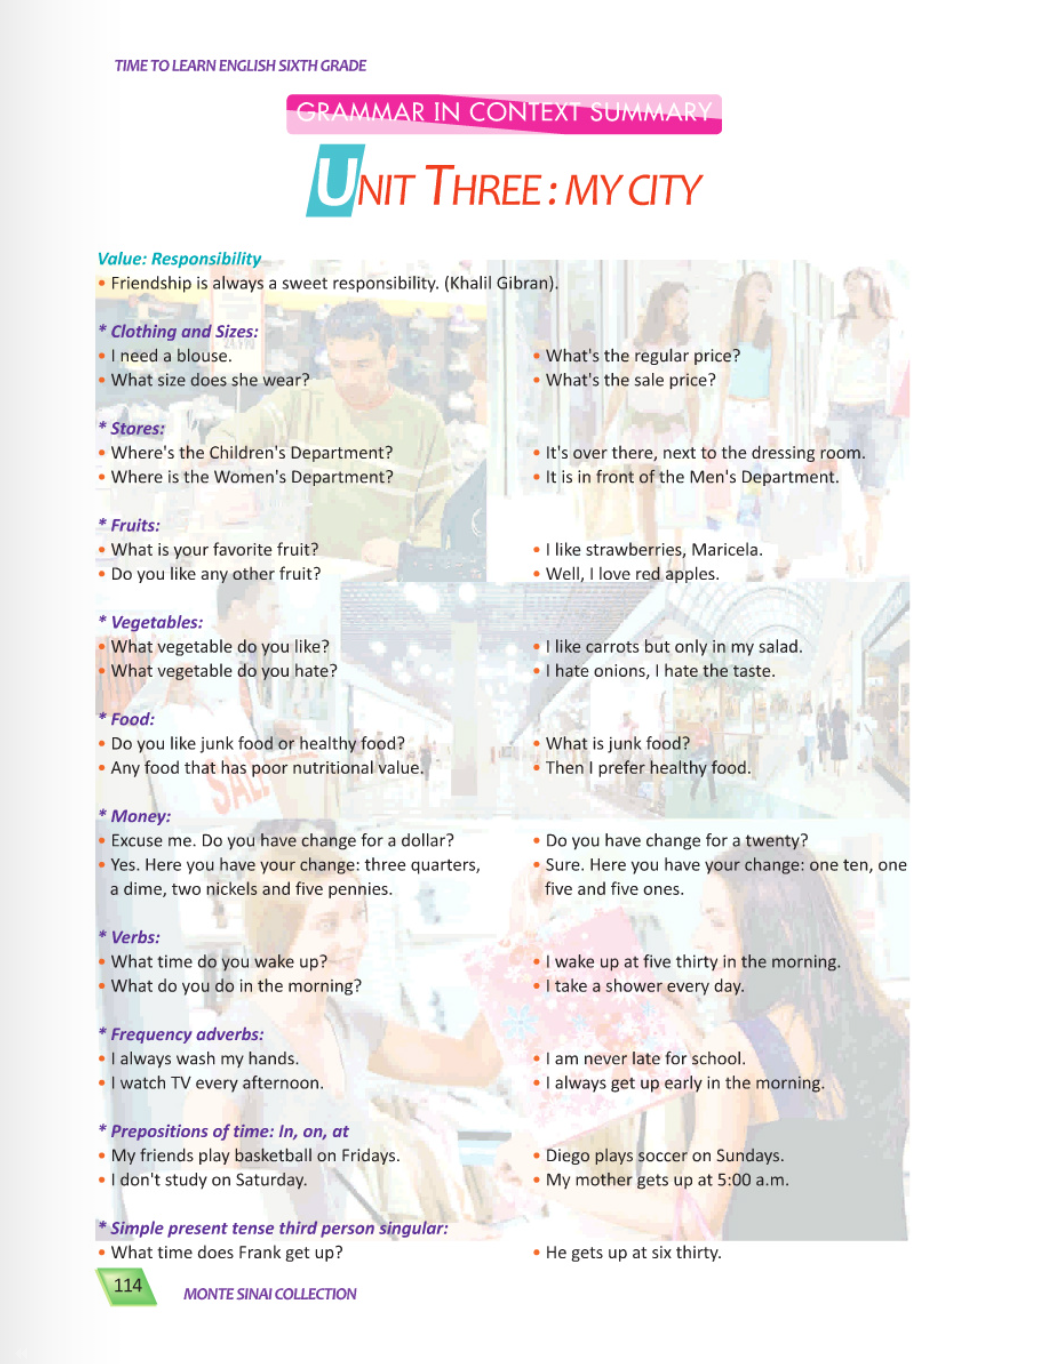 TIME TO LEARN ENGLISH SIXTH GRADE
GRAMMAR IN CONTEXT SUMMARY
UNIT THREE : MY CITY
Value: Responsibility
• Friendship is always a sweet responsibility. (Khalil Gibran).
* Clothing and Sizes:
• I need a blouse.
• What size does she wear?
• What's the regular price?
• What's the sale price?
* Stores:
• Where's the Children's Department?
• Where is the Women's Department?
• It's over there, next to the dressing room.
• It is in front of the Men's Department.
* Fruits:
• What is your favorite fruit?
• Do you like any other fruit?
• I like strawberries, Maricela.
• Well, I love red apples.
* Vegetables:
• What vegetable do you like?
• What vegetable do you hate?
• I like carrots but only in my salad.
• I hate onions, I hate the taste.
* Food:
• Do you like junk food or healthy food?
• Any food that has poor nutritional value.
• What is junk food?
• Then I prefer healthy food.
SALE
* Money:
• Excuse me. Do you have change for a dollar?
• Yes. Here you have your change: three quarters,
a dime, two nickels and five pennies.
• Do you have change for a twenty?
• Sure. Here you have your change: one ten, one
five and five ones.
* Verbs:
• What time do you wake up?
• What do you do in the morning?
• I wake up at five thirty in the morning.
• I take a shower every day.
* Frequency adverbs:
• I always wash my hands.
• I watch TV every afternoon.
• I am never late for school.
• I always get up early in the morning.
* Prepositions of time: In, on, at
• My friends play basketball on Fridays.
• I don't study on Saturday.
• Diego plays soccer on Sundays.
• My mother gets up at 5:00 a.m.
* Simple present tense third person singular:
• What time does Frank get up?
• He gets up at six thirty.
114
MONTE SINAI COLLECTION